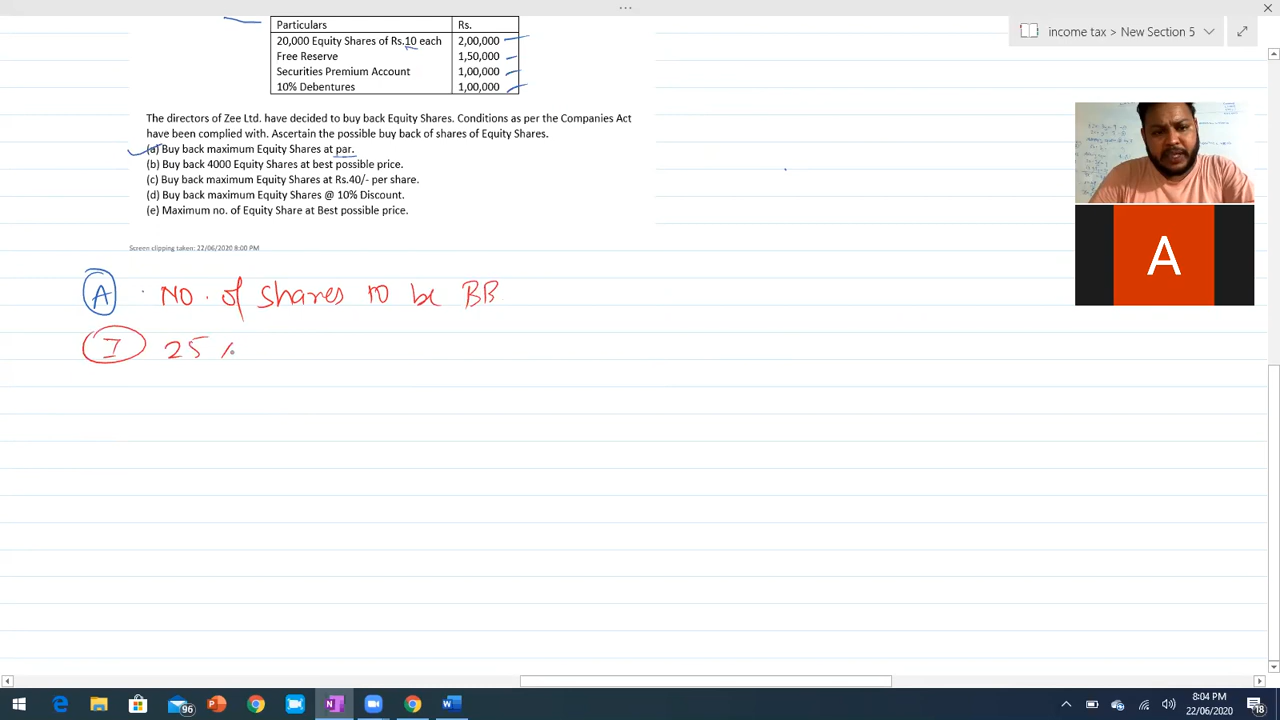 income tax > New Section 5
Particulars Rs.
20,000 Equity Shares of Rs.10 each 2,00,000
Free Reserve 1,50,000
Securities Premium Account 1,00,000
10% Debentures 1,00,000
The directors of Zee Ltd. have decided to buy back Equity Shares. Conditions as per the Companies Act
have been complied with. Ascertain the possible buy back of shares of Equity Shares.
(a) Buy back maximum Equity Shares at par.
(b) Buy back 4000 Equity Shares at best possible price.
(c) Buy back maximum Equity Shares at Rs.40/- per share.
(d) Buy back maximum Equity Shares @ 10% Discount.
(e) Maximum no. of Equity Share at Best possible price.
Screen clipping taken: 22/06/2020 8:00 PM
A
A NO. of shares to be BB
I 25 %
96
8:04 PM
22/06/2020
18